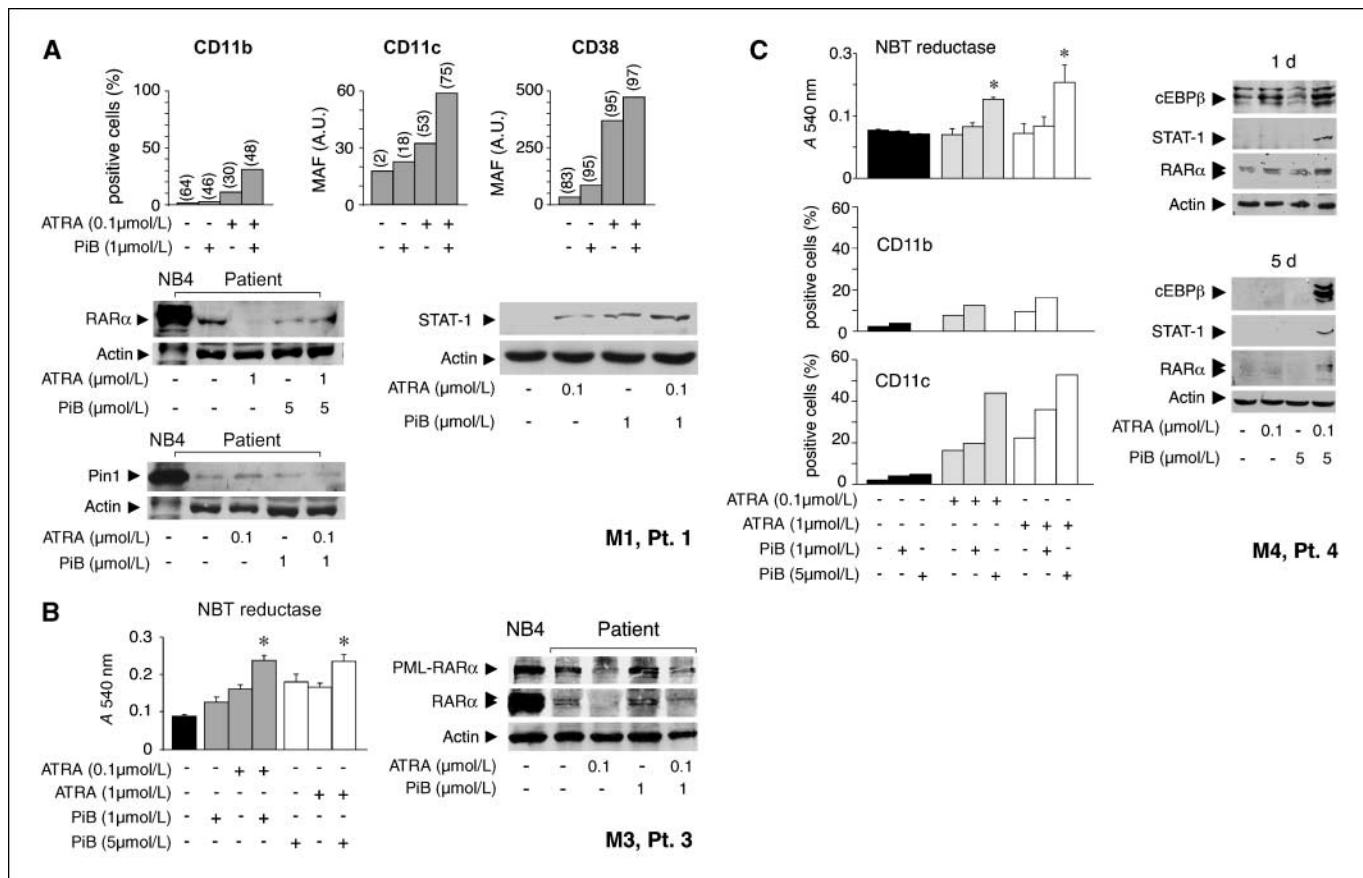 A
CD11b
CD11c
CD38
positive cells (%)
100
50
0
(64) (46) (30) (48)
MAF (A.U.)
60
30
0
(2) (18) (53) (75)
MAF (A.U.)
500
250
0
(83) (95) (95) (97)
ATRA (0.1µmol/L) - - + + - - + + - - + +
PiB (1µmol/L) - + - + - + - + - + - +
NB4 Patient
RARα
Actin
ATRA (µmol/L) - - 1 - 1
PiB (µmol/L) - - - 5 5
STAT-1
Actin
ATRA (µmol/L) - 0.1 - 0.1
PiB (µmol/L) - - 1 1
NB4 Patient
Pin1
Actin
ATRA (µmol/L) - - 0.1 - 0.1
PiB (µmol/L) - - - 1 1
M1, Pt. 1
B
NBT reductase
A 540 nm
0.3
0.2
0.1
0
* *
ATRA (0.1µmol/L) - - + + - - -
ATRA (1µmol/L) - - - - - + +
PiB (1µmol/L) - + - + - - -
PiB (5µmol/L) - - - - + - +
NB4 Patient
PML-RARα
RARα
Actin
ATRA (µmol/L) - - 0.1 - 0.1
PiB (µmol/L) - - - 1 1
M3, Pt. 3
C
NBT reductase
A 540 nm
0.3
0.1
0
* *
CD11b
positive cells (%)
60
40
20
0
CD11c
positive cells (%)
60
40
20
0
ATRA (0.1µmol/L) - - - + + + - - -
ATRA (1µmol/L) - - - - - - + + +
PiB (1µmol/L) - + - - + - - + -
PiB (5µmol/L) - - + - - + - - +
1 d
cEBPβ
STAT-1
RARα
Actin
5 d
cEBPβ
STAT-1
RARα
Actin
ATRA (µmol/L) - 0.1 - 0.1
PiB (µmol/L) - - 5 5
M4, Pt. 4